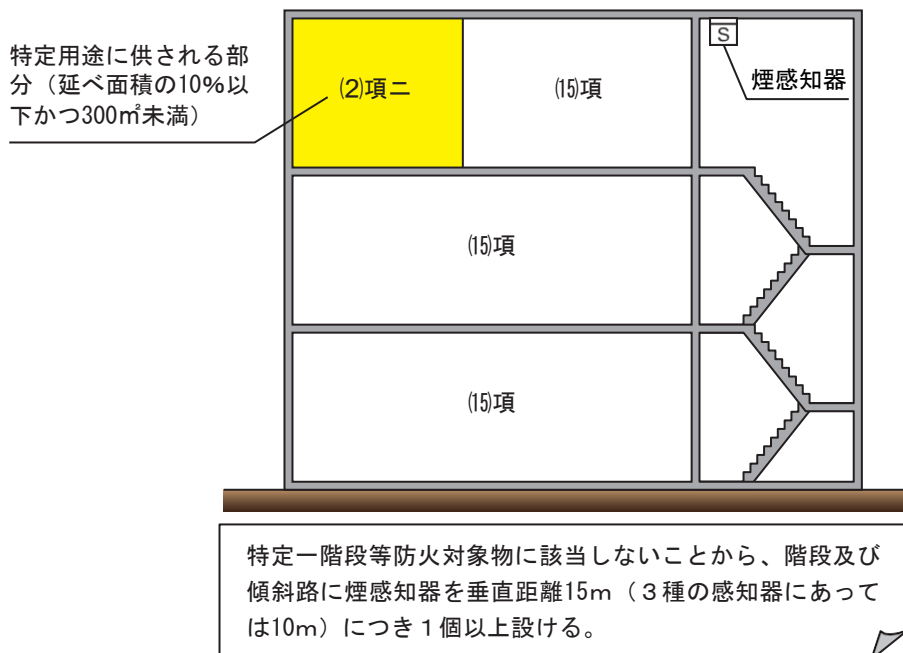 特定用途に供される部
分（延べ面積の10％以
下かつ300㎡未満）
⑵項ニ
⒂項
S
煙感知器
⒂項
⒂項
特定一階段等防火対象物に該当しないことから、階段及び
傾斜路に煙感知器を垂直距離15ｍ（３種の感知器にあって
は10ｍ）につき１個以上設ける。